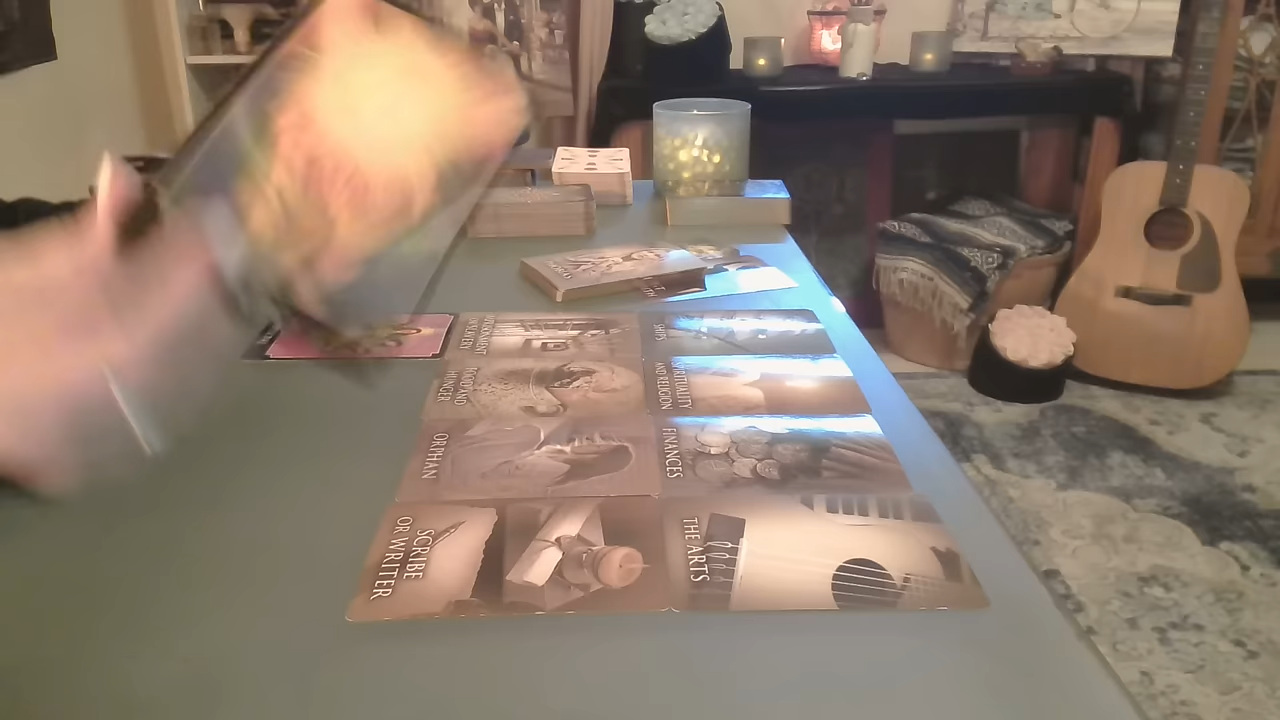 SHIPS
FOOD AND
HUNGER
SPIRITUALITY
AND RELIGION
ORPHAN
FINANCES
SCRIBE
OR WRITER
THE ARTS